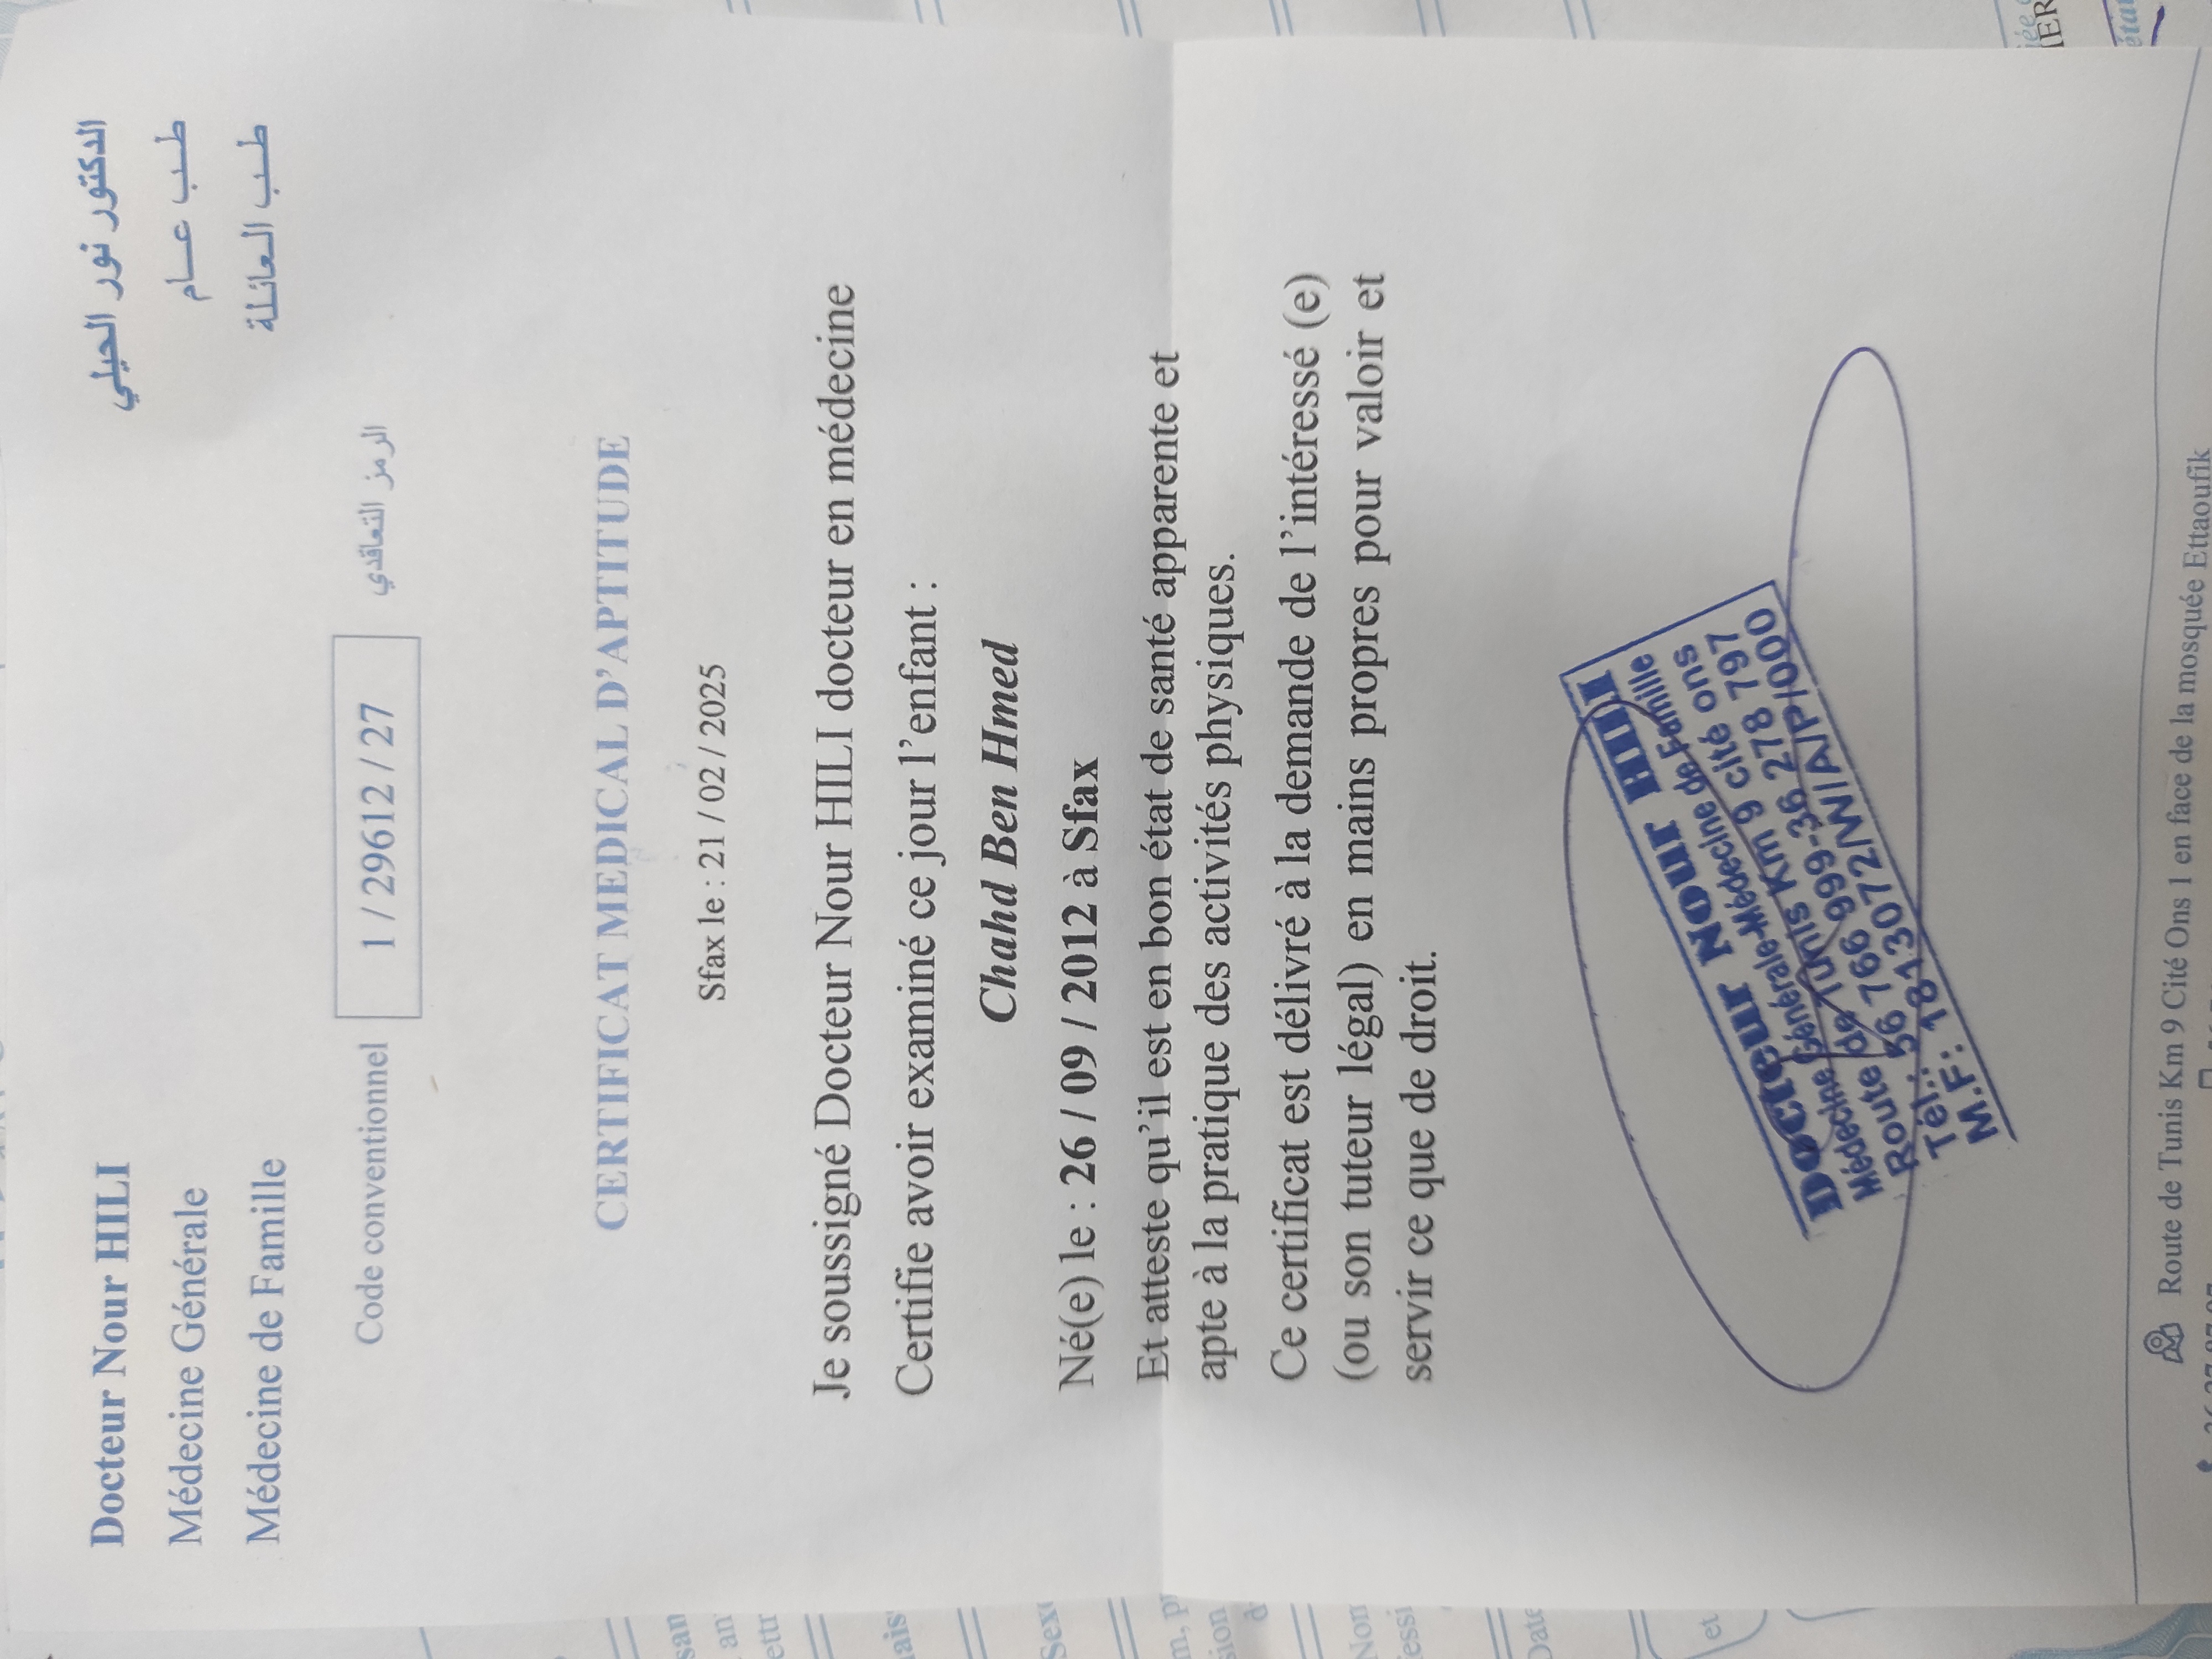 Docteur Nour HILI
Médecine Générale
Médecine de Famille
الدكتور نور الحيلي
طب عام
طب العائلة
Code conventionnel 1 / 29612 / 27 الرمز التعاقدي
CERTIFICAT MEDICAL D'APTITUDE
Sfax le : 21 / 02 / 2025
Je soussigné Docteur Nour HILI docteur en médecine
Certifie avoir examiné ce jour l'enfant :
Chahd Ben Hmed
Né(e) le : 26 / 09 / 2012 à Sfax
Et atteste qu'il est en bon état de santé apparente et
apte à la pratique des activités physiques.
Ce certificat est délivré à la demande de l'intéressé (e)
(ou son tuteur légal) en mains propres pour valoir et
servir ce que de droit.
Docteur Nour HILI
Médecine Générale-Médecine de Famille
Route de Tunis Km 9 cité ons
Tél.: 56 766 999-36 278 797
M.F: 1813072/W/A/P/000
Route de Tunis Km 9 Cité Ons 1 en face de la mosquée Ettaoufik